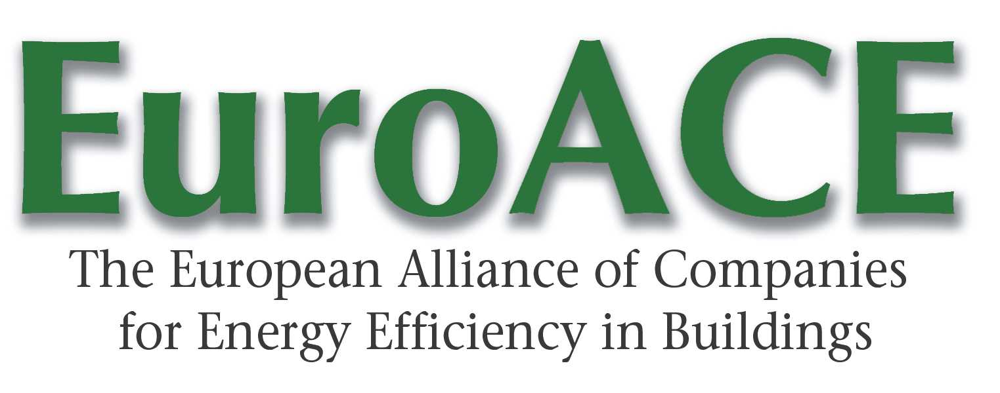 EuroACE
The European Alliance of Companies
for Energy Efficiency in Buildings